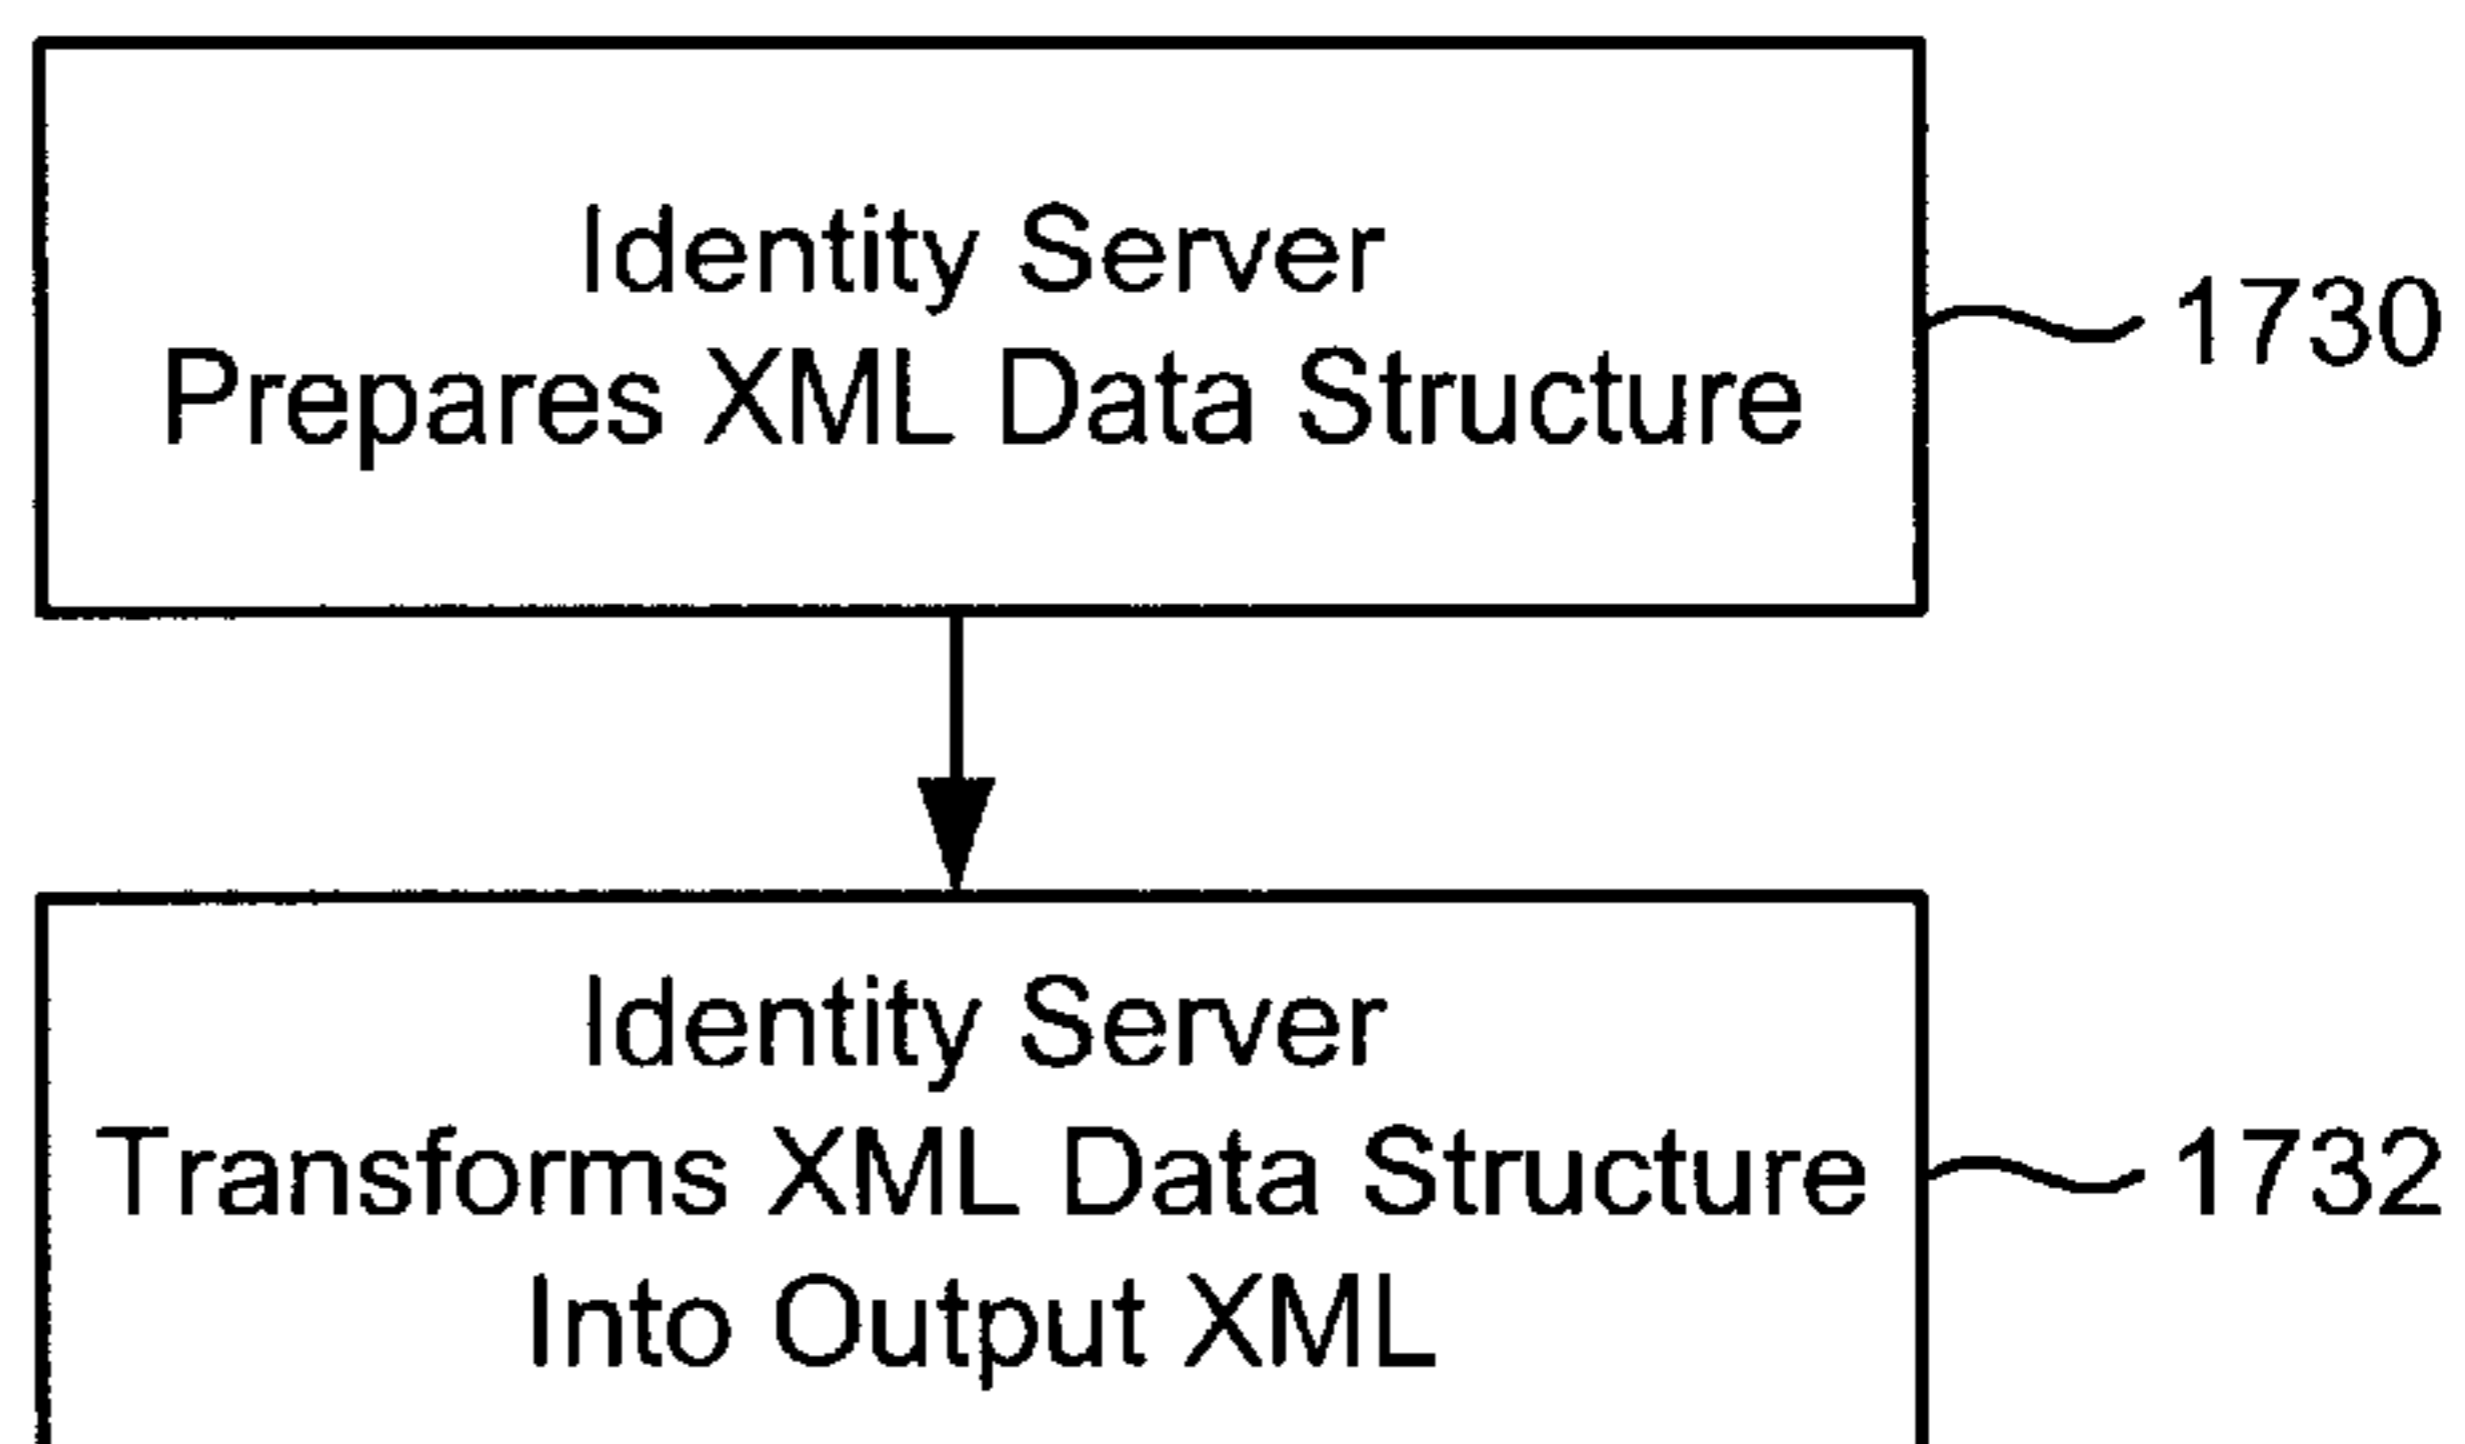 Identity Server
Prepares XML Data Structure
1730
Identity Server
Transforms XML Data Structure
Into Output XML
1732